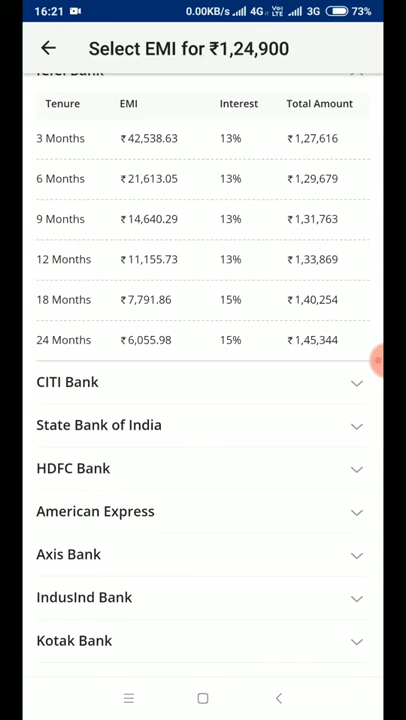 16:21 0.00KB/s 4G VoLTE 3G 73%
Select EMI for ₹1,24,900
ICICI Bank
Tenure EMI Interest Total Amount
3 Months ₹42,538.63 13% ₹1,27,616
6 Months ₹21,613.05 13% ₹1,29,679
9 Months ₹14,640.29 13% ₹1,31,763
12 Months ₹11,155.73 13% ₹1,33,869
18 Months ₹7,791.86 15% ₹1,40,254
24 Months ₹6,055.98 15% ₹1,45,344
CITI Bank
State Bank of India
HDFC Bank
American Express
Axis Bank
IndusInd Bank
Kotak Bank